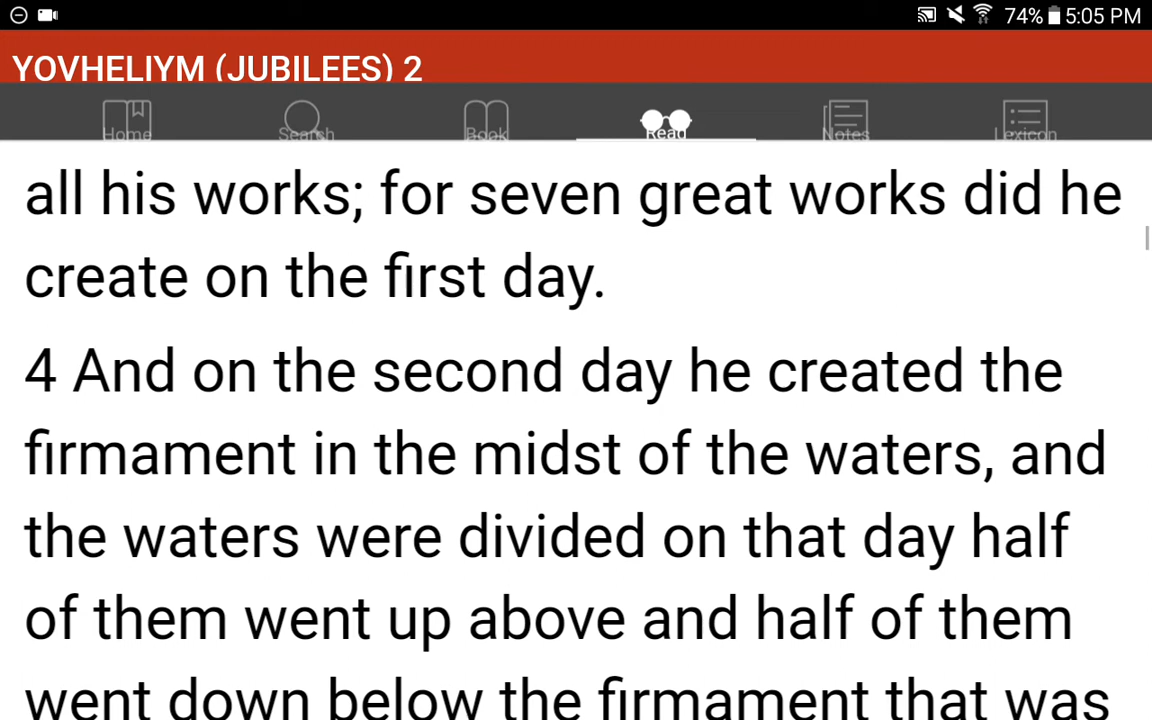 74% 5:05 PM
YOVHELIYM (JUBILEES) 2
Home Search Book Read Notes Lexicon
all his works; for seven great works did he
create on the first day.
4 And on the second day he created the
firmament in the midst of the waters, and
the waters were divided on that day half
of them went up above and half of them
went down below the firmament that was